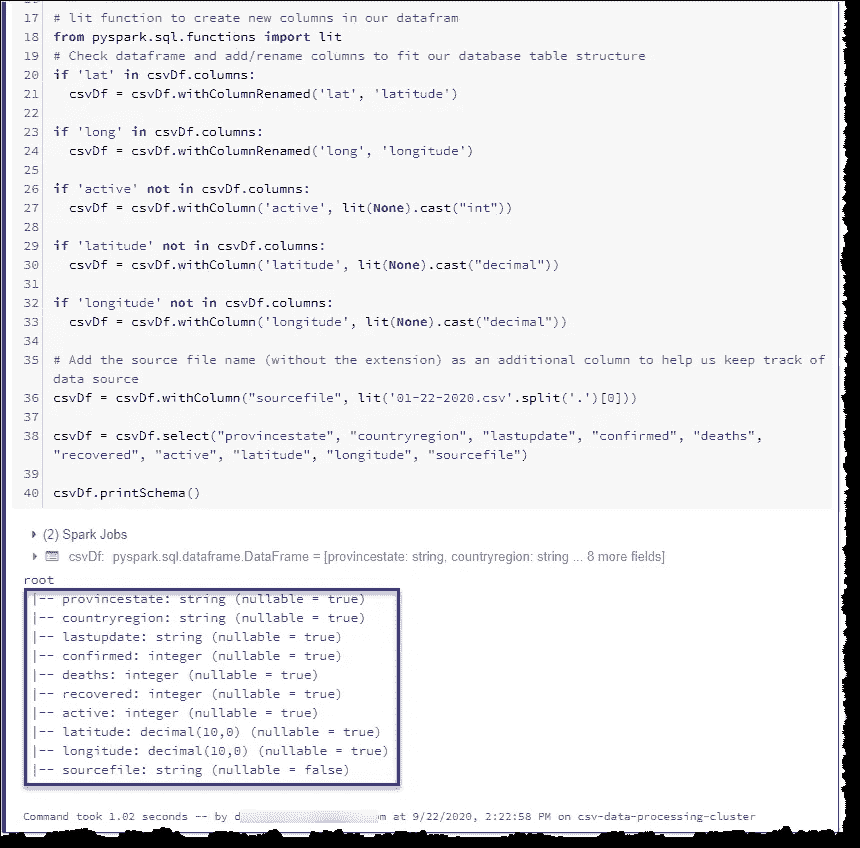 17 # lit function to create new columns in our datafram
18 from pyspark.sql.functions import lit
19 # Check dataframe and add/rename columns to fit our database table structure
20 if 'lat' in csvDf.columns:
21   csvDf = csvDf.withColumnRenamed('lat', 'latitude')
22
23 if 'long' in csvDf.columns:
24   csvDf = csvDf.withColumnRenamed('long', 'longitude')
25
26 if 'active' not in csvDf.columns:
27   csvDf = csvDf.withColumn('active', lit(None).cast("int"))
28
29 if 'latitude' not in csvDf.columns:
30   csvDf = csvDf.withColumn('latitude', lit(None).cast("decimal"))
31
32 if 'longitude' not in csvDf.columns:
33   csvDf = csvDf.withColumn('longitude', lit(None).cast("decimal"))
34
35 # Add the source file name (without the extension) as an additional column to help us keep track of
data source
36 csvDf = csvDf.withColumn("sourcefile", lit('01-22-2020.csv'.split('.')[0]))
37
38 csvDf = csvDf.select("provincestate", "countryregion", "lastupdate", "confirmed", "deaths",
"recovered", "active", "latitude", "longitude", "sourcefile")
39
40 csvDf.printSchema()
(2) Spark Jobs
csvDf: pyspark.sql.dataframe.DataFrame = [provincestate: string, countryregion: string ... 8 more fields]
root
|-- provincestate: string (nullable = true)
|-- countryregion: string (nullable = true)
|-- lastupdate: string (nullable = true)
|-- confirmed: integer (nullable = true)
|-- deaths: integer (nullable = true)
|-- recovered: integer (nullable = true)
|-- active: integer (nullable = true)
|-- latitude: decimal(10,0) (nullable = true)
|-- longitude: decimal(10,0) (nullable = true)
|-- sourcefile: string (nullable = false)
Command took 1.02 seconds -- by at 9/22/2020, 2:22:58 PM on csv-data-processing-cluster